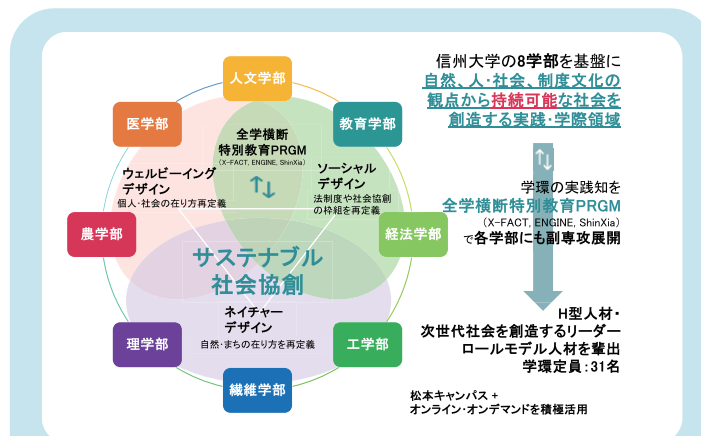 人文学部
医学部
教育学部
全学横断
特別教育PRGM
(X-FACT, ENGINE, ShinXia)
ウェルビーイング
デザイン
個人・社会の在り方再定義
ソーシャル
デザイン
法制度や社会協創
の枠組を再定義
農学部
経法学部
サステナブル
社会協創
ネイチャー
デザイン
自然・まちの在り方を再定義
理学部
工学部
繊維学部
信州大学の8学部を基盤に
自然、人・社会、制度文化の
観点から持続可能な社会を
創造する実践・学際領域
学環の実践知を
全学横断特別教育PRGM
(X-FACT, ENGINE, ShinXia)
で各学部にも副専攻展開
H型人材・
次世代社会を創造するリーダー
ロールモデル人材を輩出
学環定員:31名
松本キャンパス +
オンライン・オンデマンドを積極活用